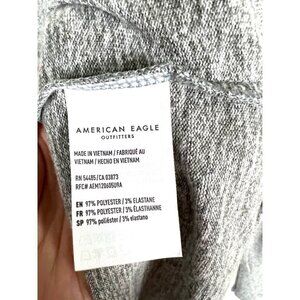 AMERICAN EAGLE
OUTFITTERS
MADE IN VIETNAM / FABRIQUÉ AU
VIETNAM / HECHO EN VIETNAM.
RN 54485/CA 03873
RFC# AEM120605U9A
EN 97% POLYESTER / 3% ELASTANE
FR 97% POLYESTER / 3% ÉLASTHANNE
SP 97% poliéster / 3% elastano